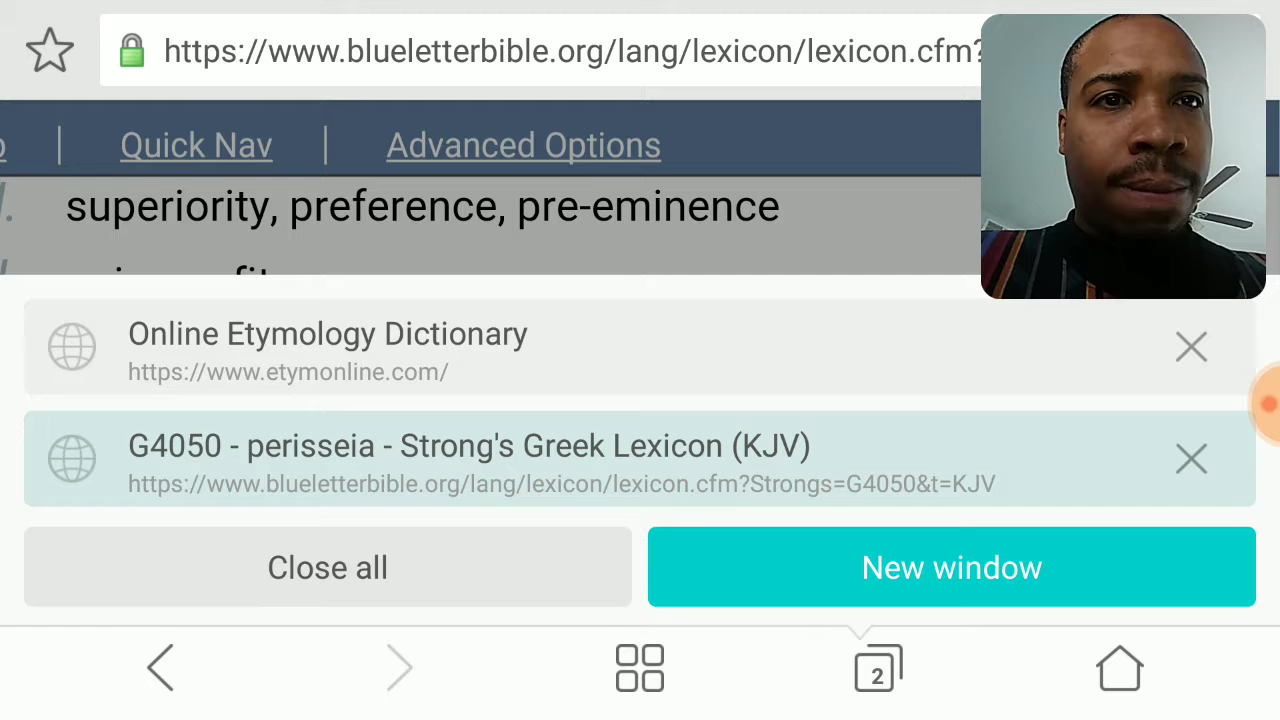 https://www.blueletterbible.org/lang/lexicon/lexicon.cfm?
| Quick Nav | Advanced Options
superiority, preference, pre-eminence
Online Etymology Dictionary
https://www.etymonline.com/
G4050 - perisseia - Strong's Greek Lexicon (KJV)
https://www.blueletterbible.org/lang/lexicon/lexicon.cfm?Strongs=G4050&t=KJV
Close all
New window
2